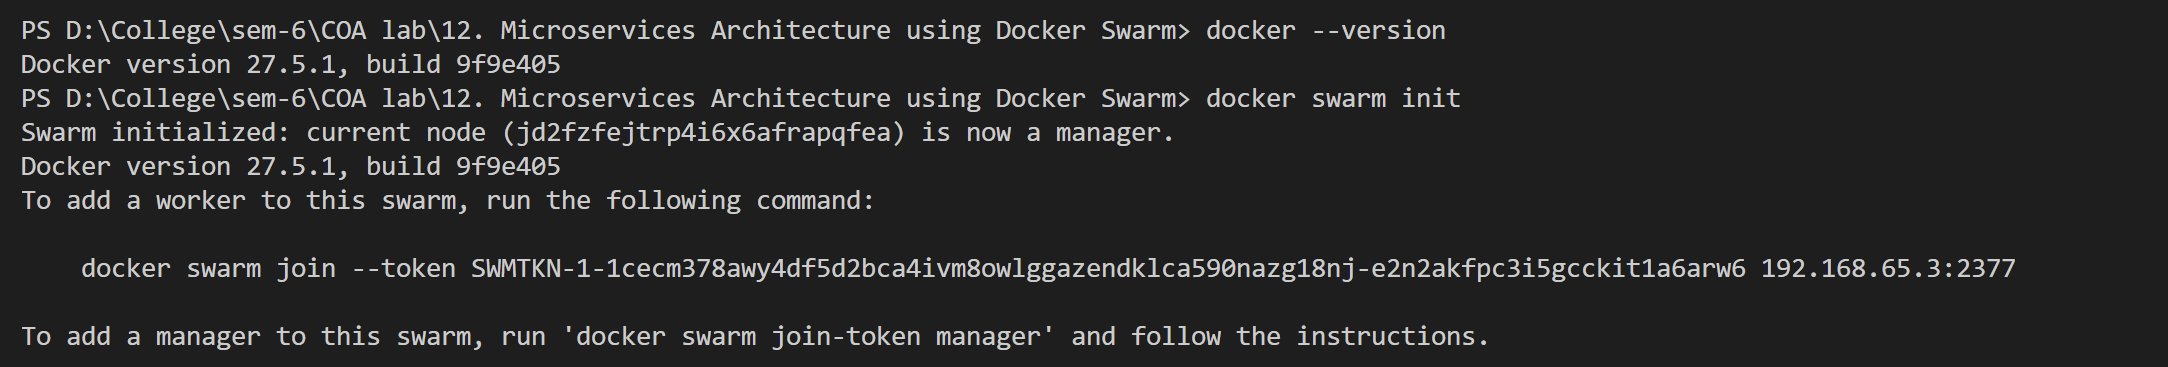 PS D:\College\sem-6\COA lab\12. Microservices Architecture using Docker Swarm> docker --version
Docker version 27.5.1, build 9f9e405
PS D:\College\sem-6\COA lab\12. Microservices Architecture using Docker Swarm> docker swarm init
Swarm initialized: current node (jd2fzfejtrp4i6x6afrapqfea) is now a manager.
Docker version 27.5.1, build 9f9e405
To add a worker to this swarm, run the following command:
docker swarm join --token SWMTKN-1-1cecm378awy4df5d2bca4ivm8owlggazendklca590nazg18nj-e2n2akfpc3i5gcckit1a6arw6 192.168.65.3:2377
To add a manager to this swarm, run 'docker swarm join-token manager' and follow the instructions.